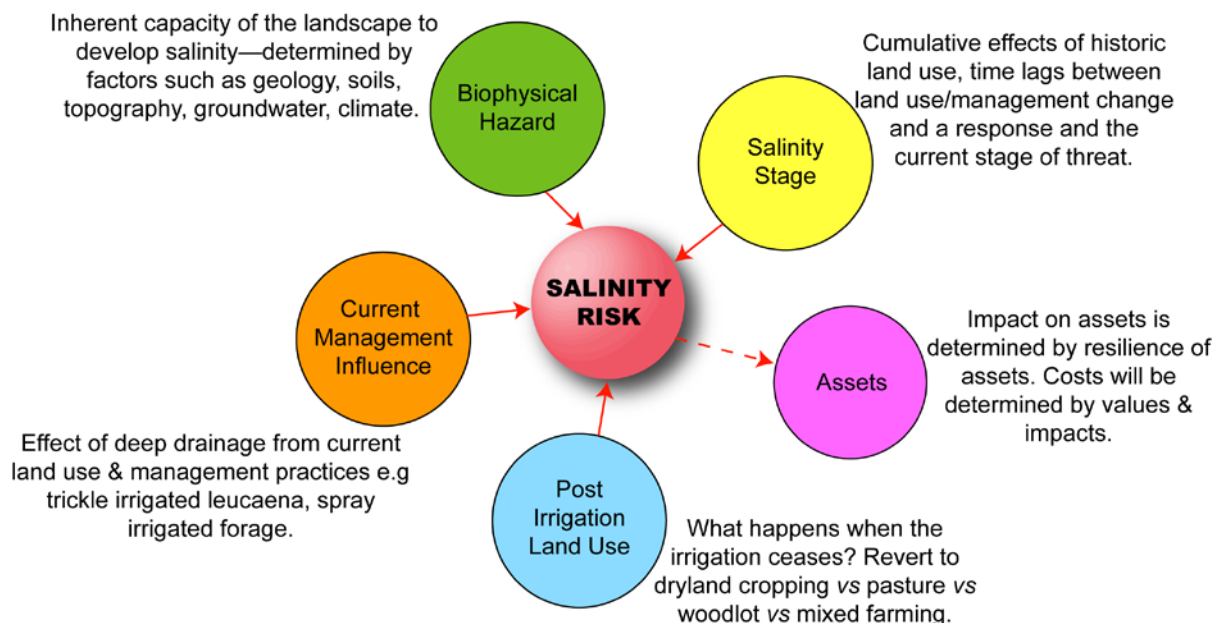 Inherent capacity of the landscape to
develop salinity—determined by
factors such as geology, soils,
topography, groundwater, climate.
Biophysical
Hazard
Cumulative effects of historic
land use, time lags between
land use/management change
and a response and the
current stage of threat.
Salinity
Stage
SALINITY
RISK
Current
Management
Influence
Effect of deep drainage from current
land use & management practices e.g
trickle irrigated leucaena, spray
irrigated forage.
Assets
Impact on assets is
determined by resilience of
assets. Costs will be
determined by values &
impacts.
Post
Irrigation
Land Use
What happens when the
irrigation ceases? Revert to
dryland cropping vs pasture vs
woodlot vs mixed farming.